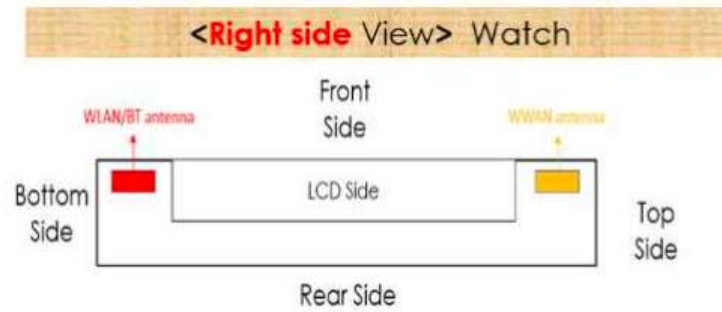 <Right side View> Watch
Front
Side
WLAN/BT antenna
WWAN antenna
LCD Side
Bottom
Side
Top
Side
Rear Side